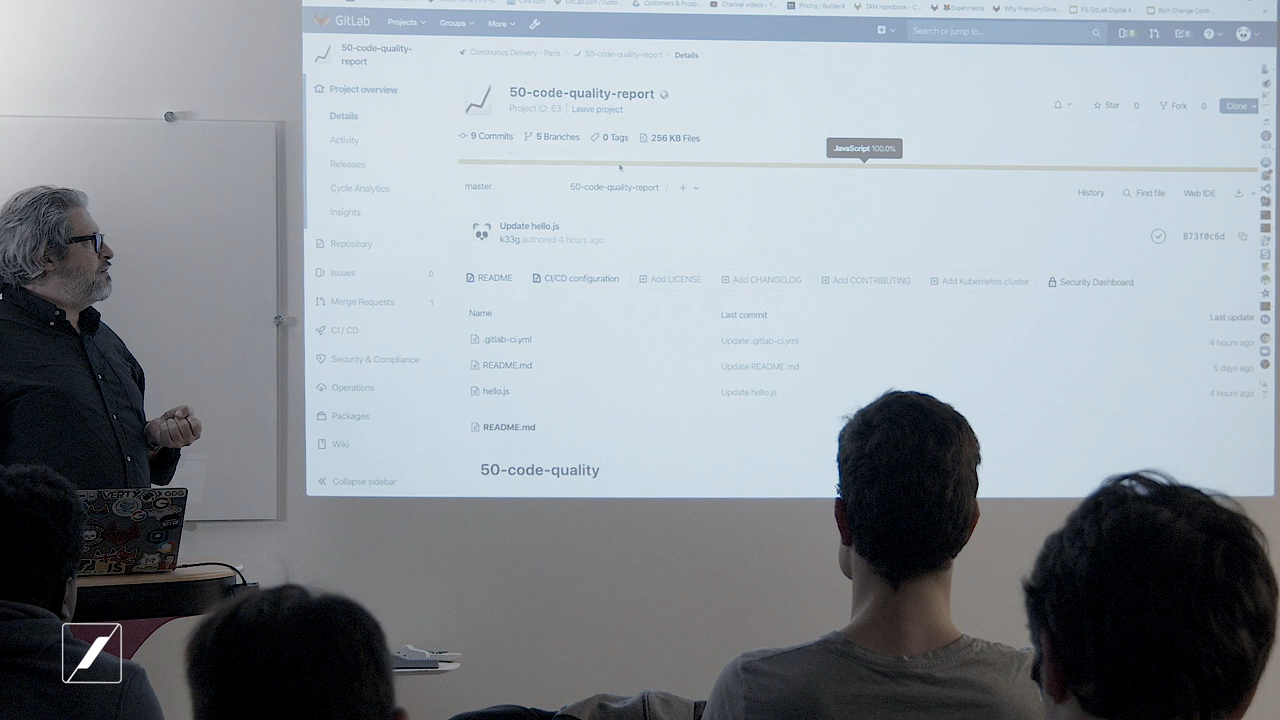 GitLab Projects Groups More Search or jump to...
50-code-quality-
report
Continuous Delivery - Paris 50-code-quality-report Details
Project overview
Details
Activity
Releases
Cycle Analytics
Insights
Repository
Issues 0
Merge Requests 1
CI / CD
Security & Compliance
Operations
Packages
Wiki
Collapse sidebar
50-code-quality-report
Project ID: 63 Leave project
Star 0 Fork 0 Clone
9 Commits 5 Branches 0 Tags 256 KB Files
JavaScript 100.0%
master 50-code-quality-report / + History Find file Web IDE
Update hello.js
k33g authored 4 hours ago
873f0c6d
README CI/CD configuration Add LICENSE Add CHANGELOG Add CONTRIBUTING Add Kubernetes cluster Security Dashboard
Name Last commit Last update
.gitlab-ci.yml Update .gitlab-ci.yml 4 hours ago
README.md Update README.md 5 days ago
hello.js Update hello.js 4 hours ago
README.md
50-code-quality
VERT GDG
JS